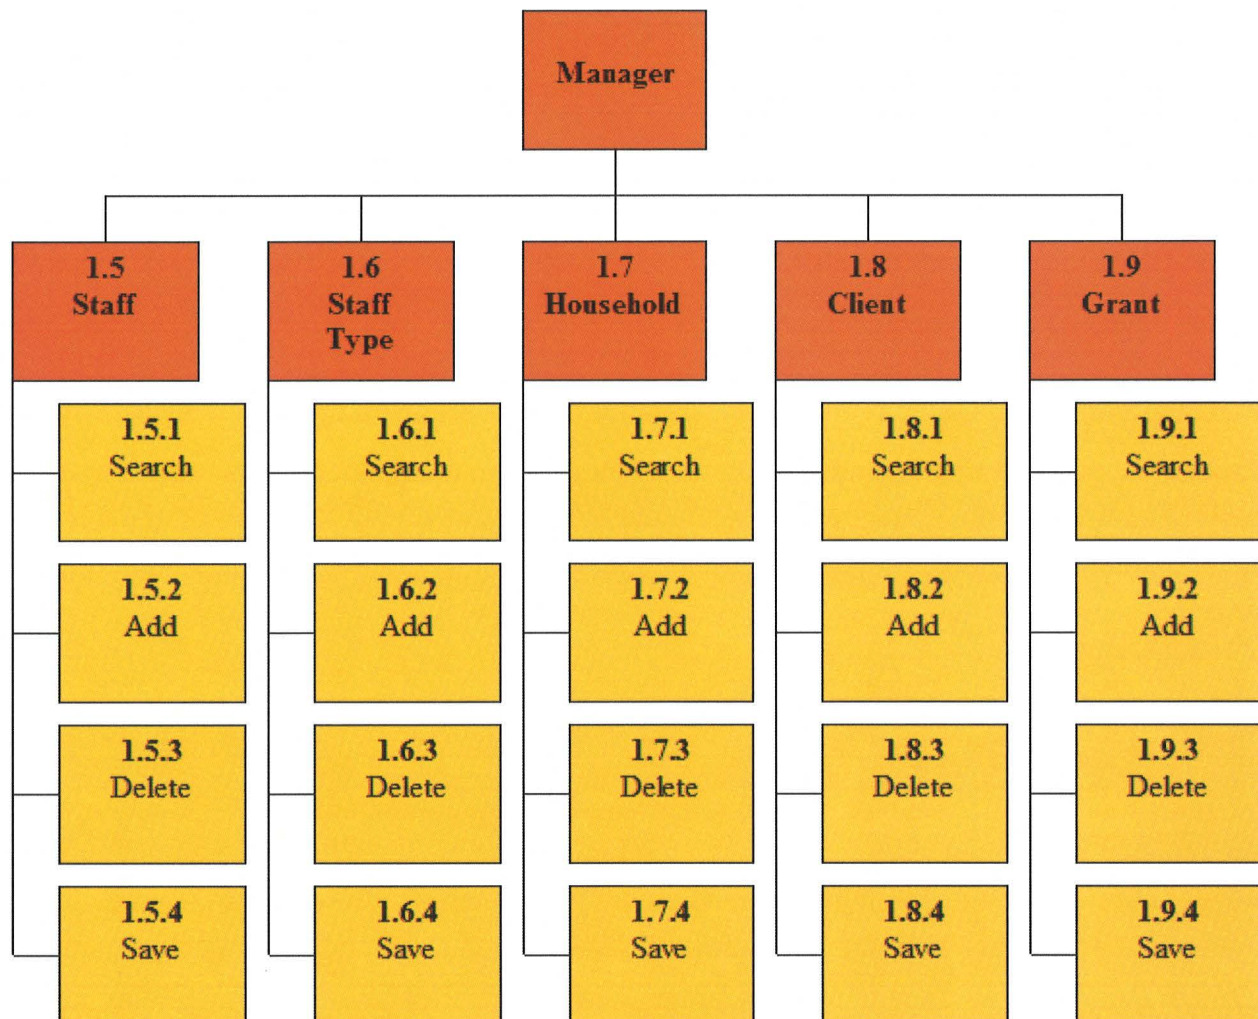 Manager
1.5
Staff
1.6
Staff
Type
1.7
Household
1.8
Client
1.9
Grant
1.5.1
Search
1.6.1
Search
1.7.1
Search
1.8.1
Search
1.9.1
Search
1.5.2
Add
1.6.2
Add
1.7.2
Add
1.8.2
Add
1.9.2
Add
1.5.3
Delete
1.6.3
Delete
1.7.3
Delete
1.8.3
Delete
1.9.3
Delete
1.5.4
Save
1.6.4
Save
1.7.4
Save
1.8.4
Save
1.9.4
Save